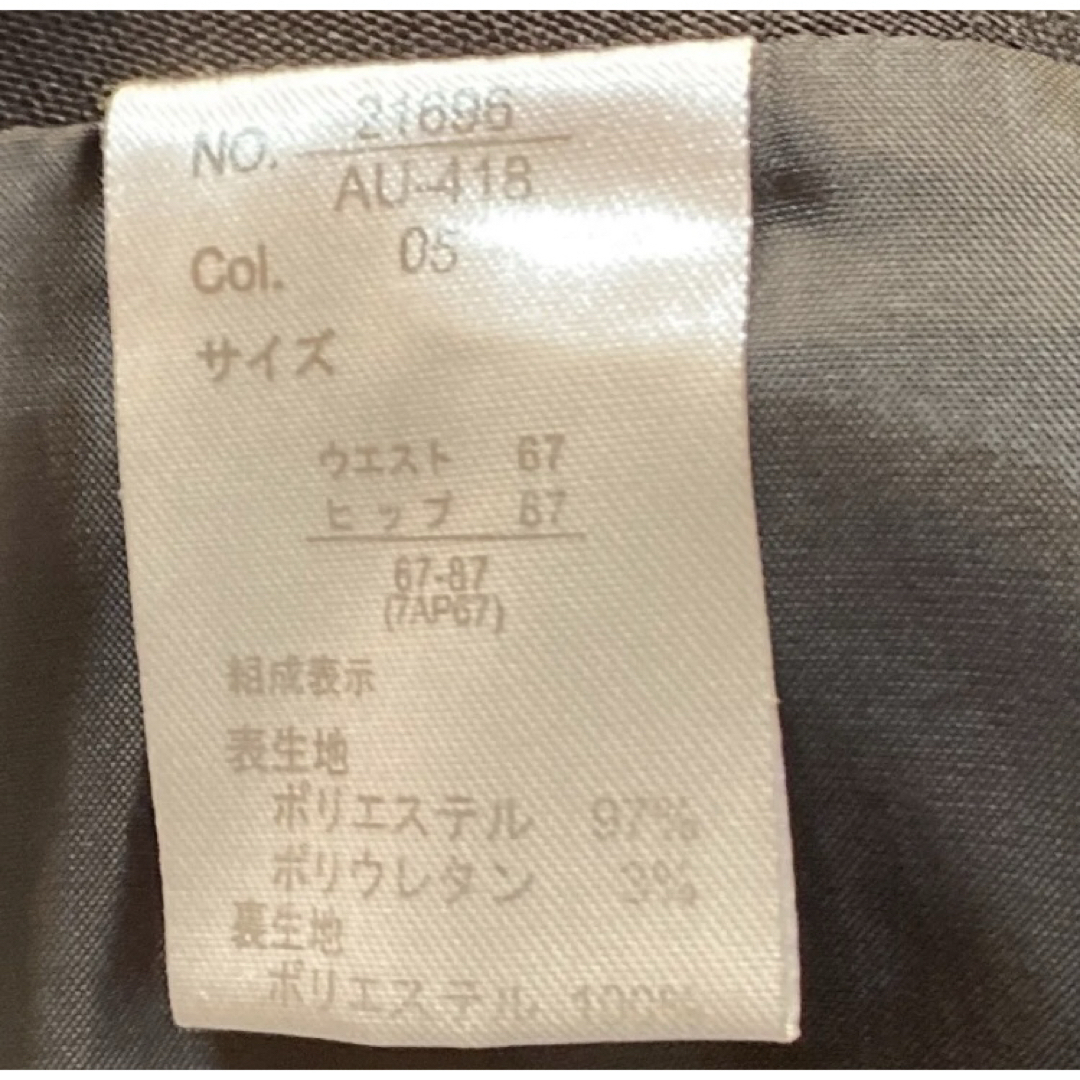 NO. 21696
AU-418
Col. 05
サイズ
ウエスト 67
ヒップ 87
67-87
(7AP67)
組成表示
表生地
ポリエステル 97%
ポリウレタン 3%
裏生地
ポリエステル 100%